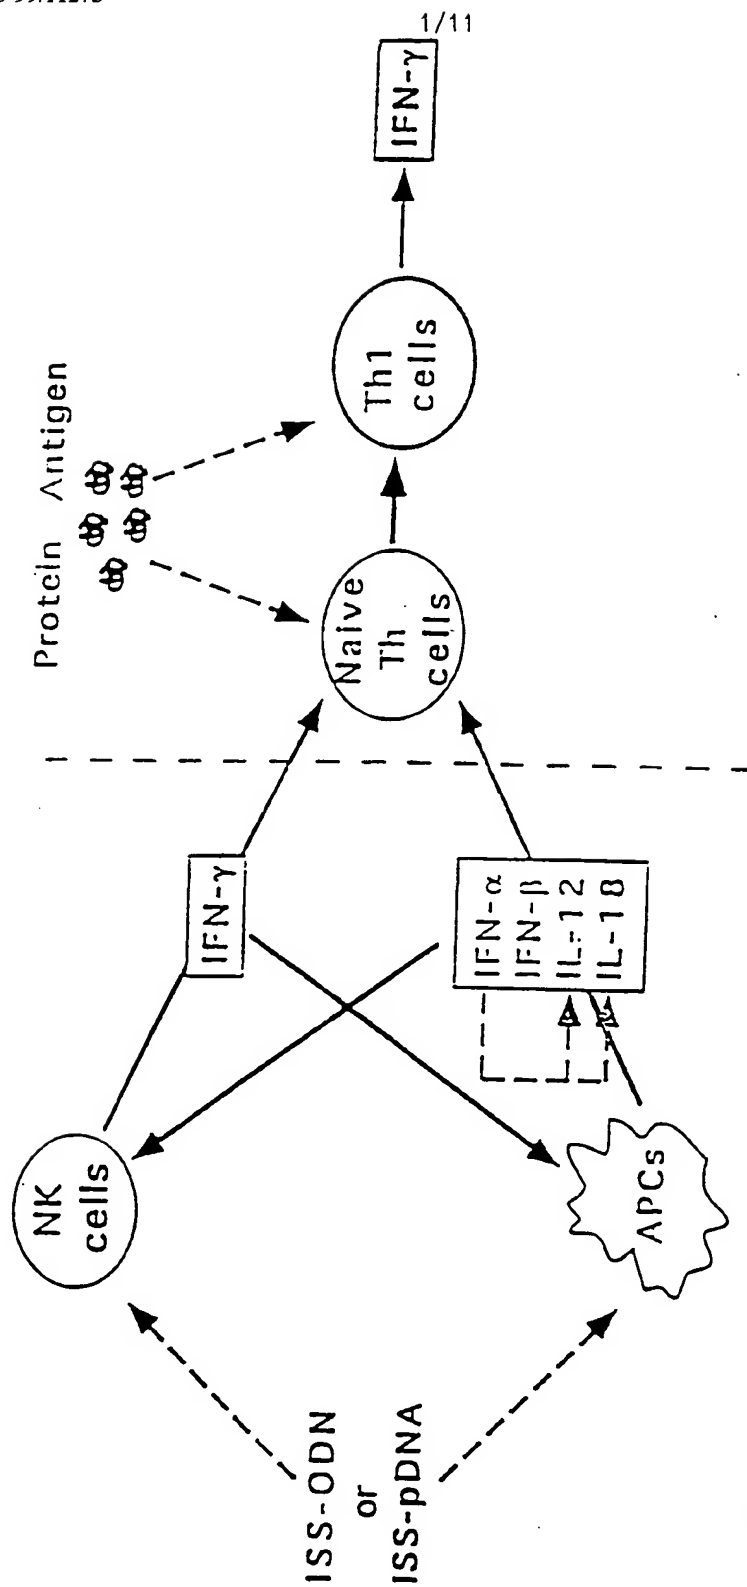 1/11
ISS-ODN
or
ISS-pDNA
NK
cells
APCs
IFN-γ
IFN-α
IFN-β
IL-12
IL-18
Protein Antigen
Naive
Th
cells
Th1
cells
IFN-γ